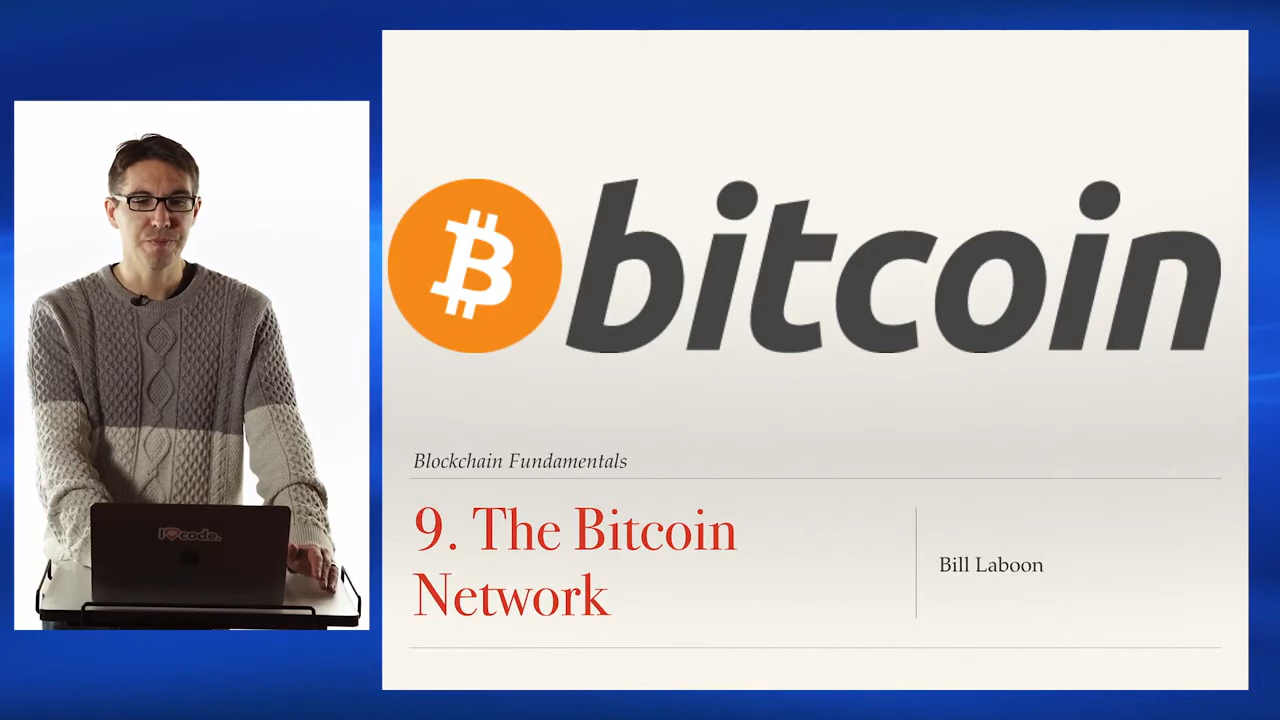 bitcoin
Blockchain Fundamentals
9. The Bitcoin
Network
Bill Laboon
I❤code.